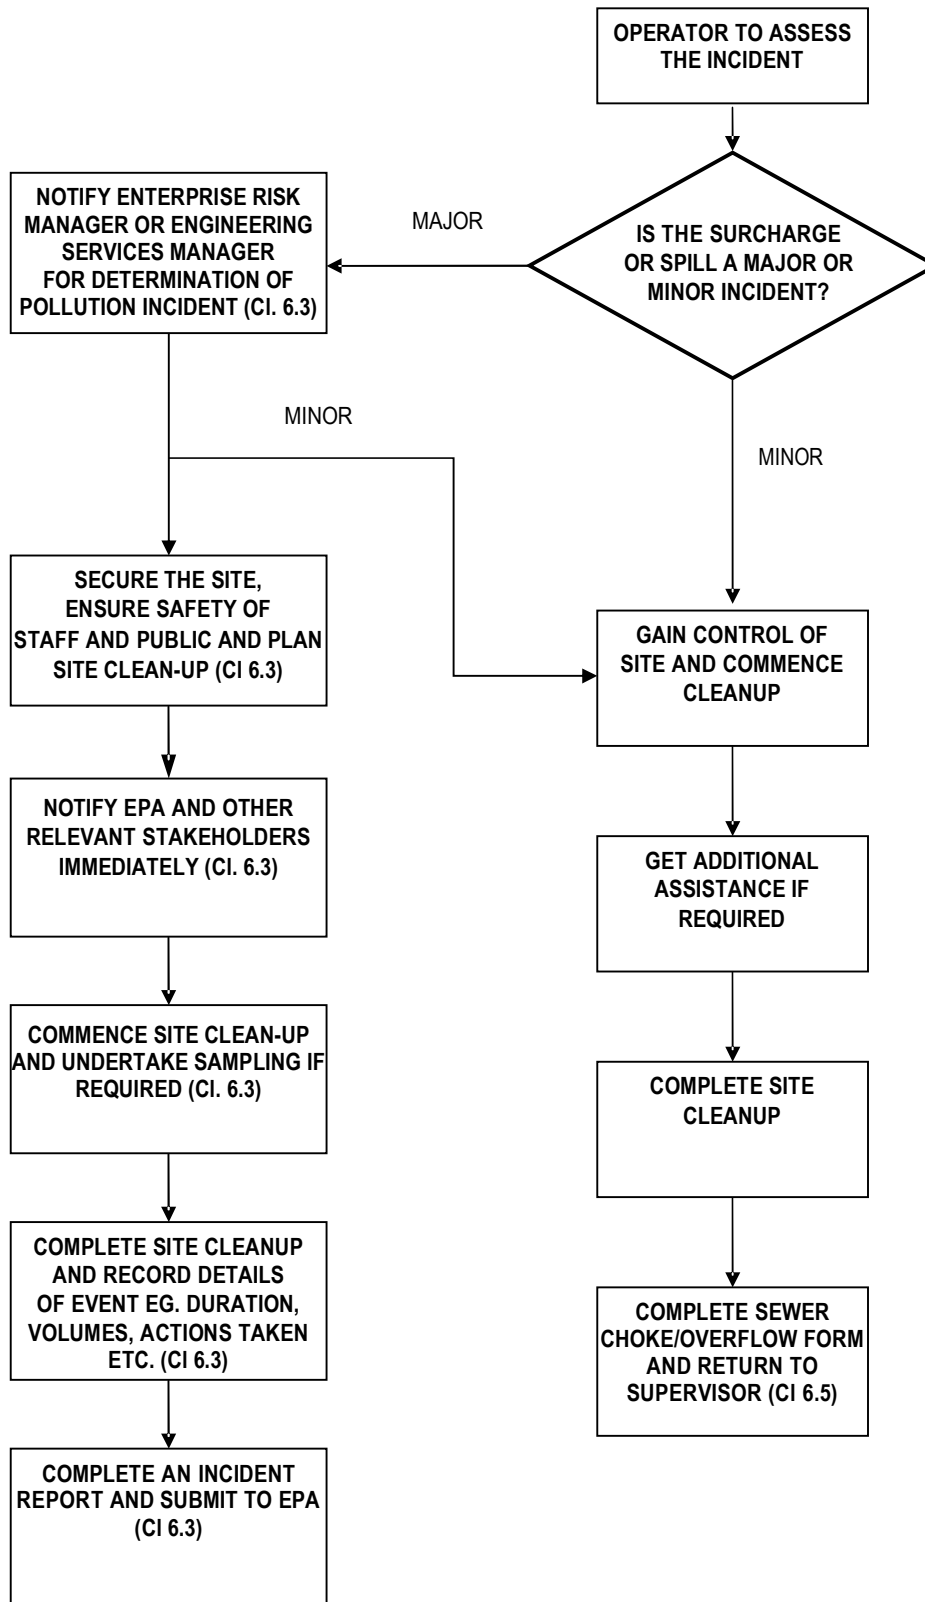 OPERATOR TO ASSESS
THE INCIDENT
IS THE SURCHARGE
OR SPILL A MAJOR OR
MINOR INCIDENT?
MAJOR
NOTIFY ENTERPRISE RISK
MANAGER OR ENGINEERING
SERVICES MANAGER
FOR DETERMINATION OF
POLLUTION INCIDENT (Cl. 6.3)
MINOR
MINOR
SECURE THE SITE,
ENSURE SAFETY OF
STAFF AND PUBLIC AND PLAN
SITE CLEAN-UP (Cl 6.3)
NOTIFY EPA AND OTHER
RELEVANT STAKEHOLDERS
IMMEDIATELY (Cl. 6.3)
COMMENCE SITE CLEAN-UP
AND UNDERTAKE SAMPLING IF
REQUIRED (Cl. 6.3)
COMPLETE SITE CLEANUP
AND RECORD DETAILS
OF EVENT EG. DURATION,
VOLUMES, ACTIONS TAKEN
ETC. (Cl 6.3)
COMPLETE AN INCIDENT
REPORT AND SUBMIT TO EPA
(Cl 6.3)
GAIN CONTROL OF
SITE AND COMMENCE
CLEANUP
GET ADDITIONAL
ASSISTANCE IF
REQUIRED
COMPLETE SITE
CLEANUP
COMPLETE SEWER
CHOKE/OVERFLOW FORM
AND RETURN TO
SUPERVISOR (Cl 6.5)